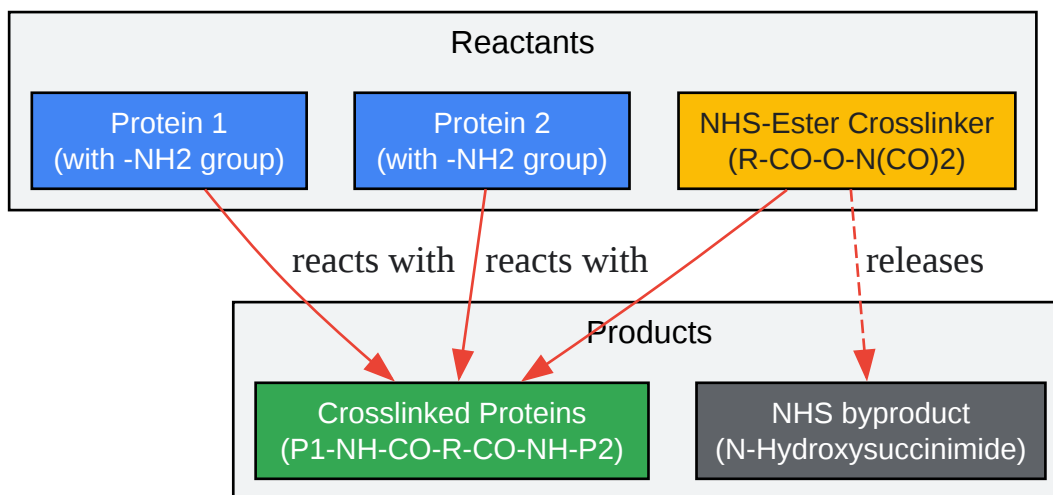 Reactants
Protein 1
(with -NH2 group)
Protein 2
(with -NH2 group)
NHS-Ester Crosslinker
(R-CO-O-N(CO)2)
reacts with
reacts with
releases
Products
Crosslinked Proteins
(P1-NH-CO-R-CO-NH-P2)
NHS byproduct
(N-Hydroxysuccinimide)